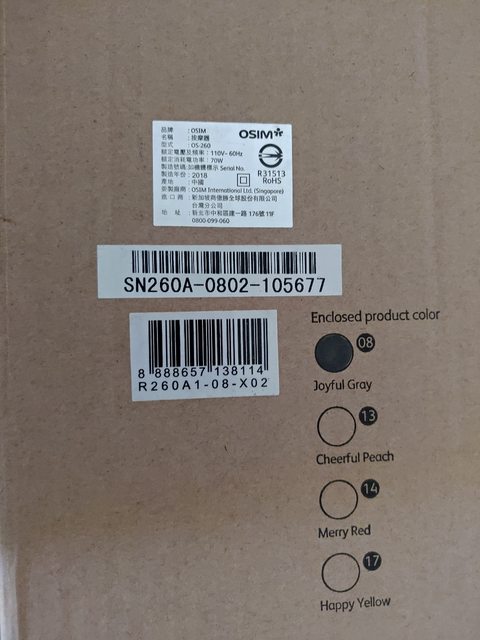 品牌 : OSIM
名稱 : 按摩器
型式 : OS-260
額定電壓及頻率 : 110V~ 60Hz
額定消耗電功率 : 70W
製造號碼:如機體標示 Serial No.
製造年份 : 2018
產地 : 中國
委製廠商 : OSIM International Ltd. (Singapore)
進口商 : 新加坡商傲勝全球股份有限公司
台灣分公司
地址 : 新北市中和區建一路 176號 11F
0800-099-060
OSIM
R31513
RoHS
SN260A-0802-105677
8 888657 138114
R260A1-08-X02
Enclosed product color
08
Joyful Gray
13
Cheerful Peach
14
Merry Red
17
Happy Yellow